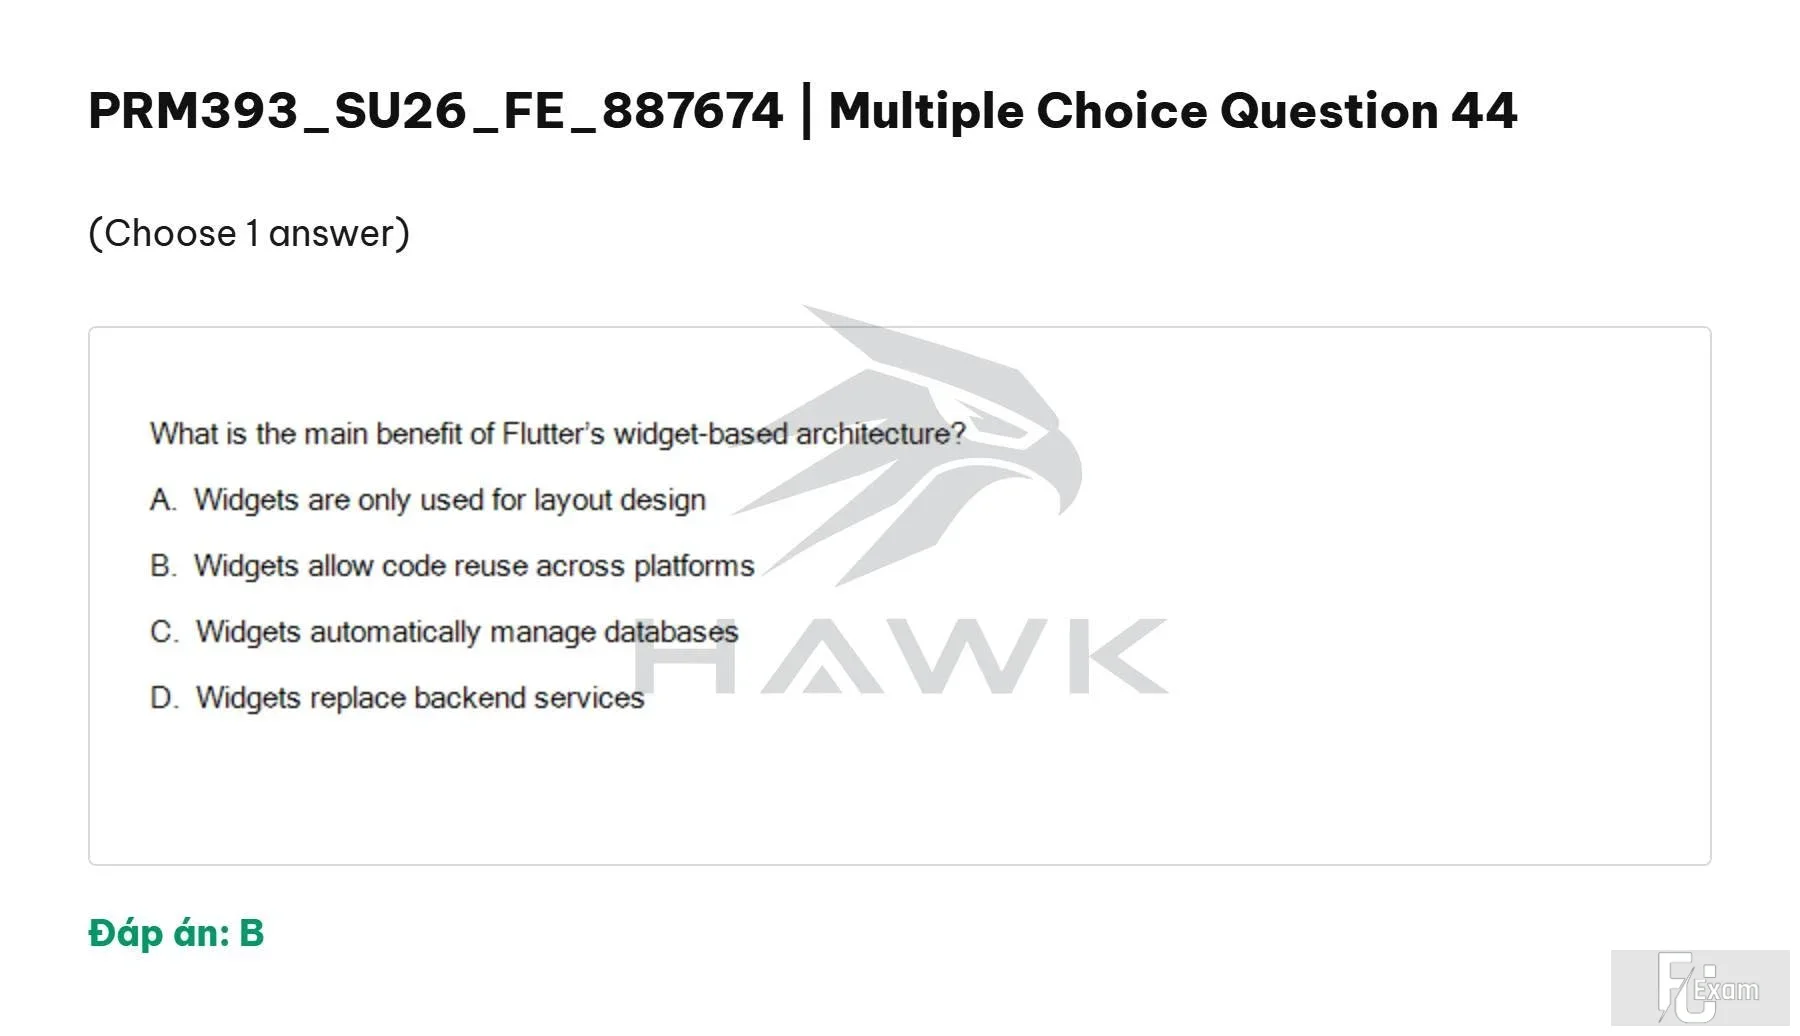 PRM393_SU26_FE_887674 | Multiple Choice Question 44
(Choose 1 answer)
What is the main benefit of Flutter’s widget-based architecture?
A. Widgets are only used for layout design
B. Widgets allow code reuse across platforms
C. Widgets automatically manage databases
D. Widgets replace backend services
HAWK
Đáp án: B
FU Exam